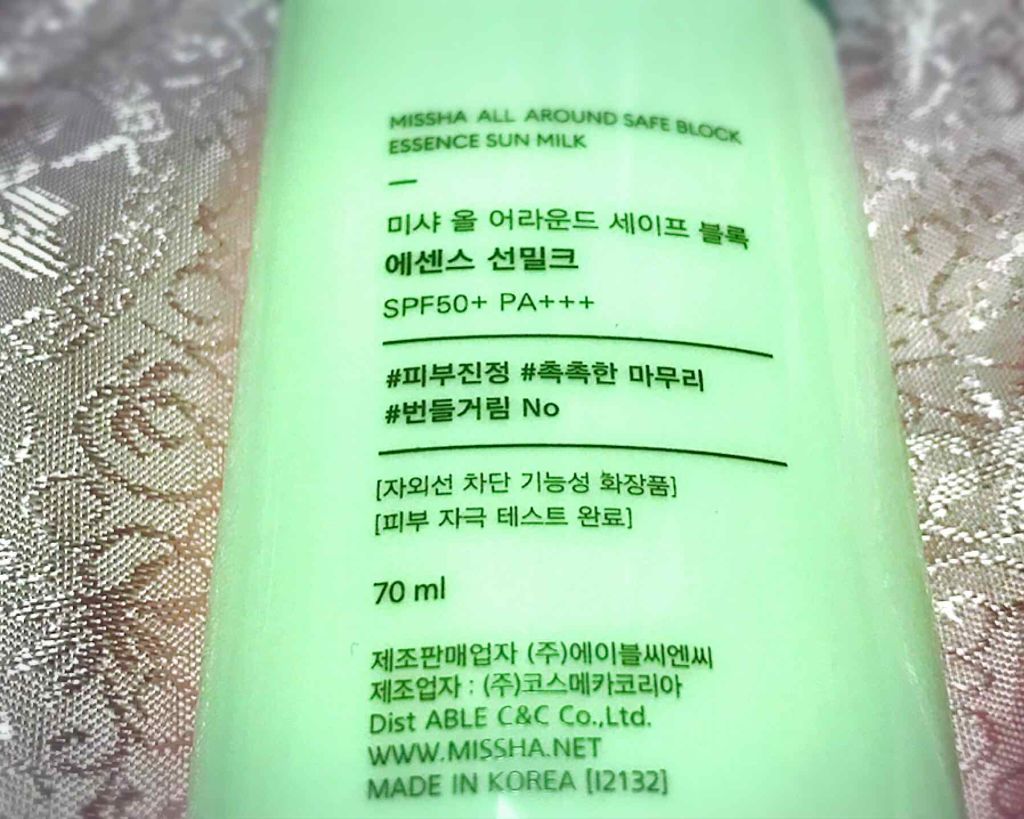 MISSHA ALL AROUND SAFE BLOCK
ESSENCE SUN MILK
미샤 올 어라운드 세이프 블록
에센스 선밀크
SPF50+ PA+++
#피부진정 #촉촉한 마무리
#번들거림 No
[자외선 차단 기능성 화장품]
[피부 자극 테스트 완료]
70 ml
제조판매업자 (주)에이블씨엔씨
제조업자 : (주)코스메카코리아
Dist ABLE C&C Co.,Ltd.
WWW.MISSHA.NET
MADE IN KOREA [I2132]